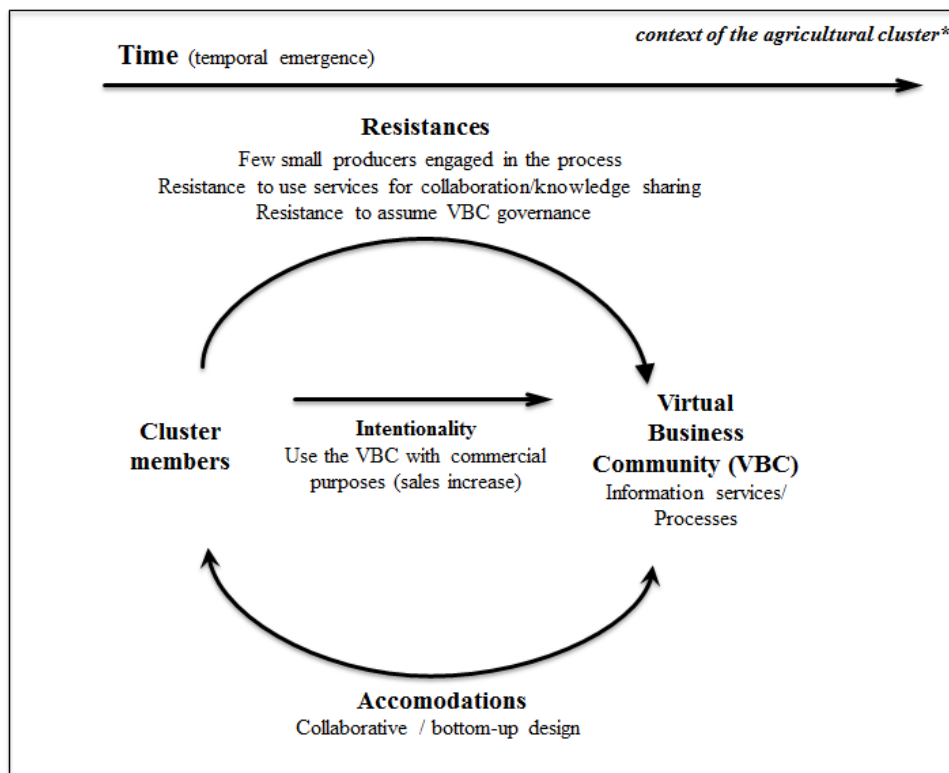 context of the agricultural cluster*
Time (temporal emergence)
Resistances
Few small producers engaged in the process
Resistance to use services for collaboration/knowledge sharing
Resistance to assume VBC governance
Cluster
members
Intentionality
Use the VBC with commercial
purposes (sales increase)
Virtual
Business
Community (VBC)
Information services/
Processes
Accomodations
Collaborative / bottom-up design